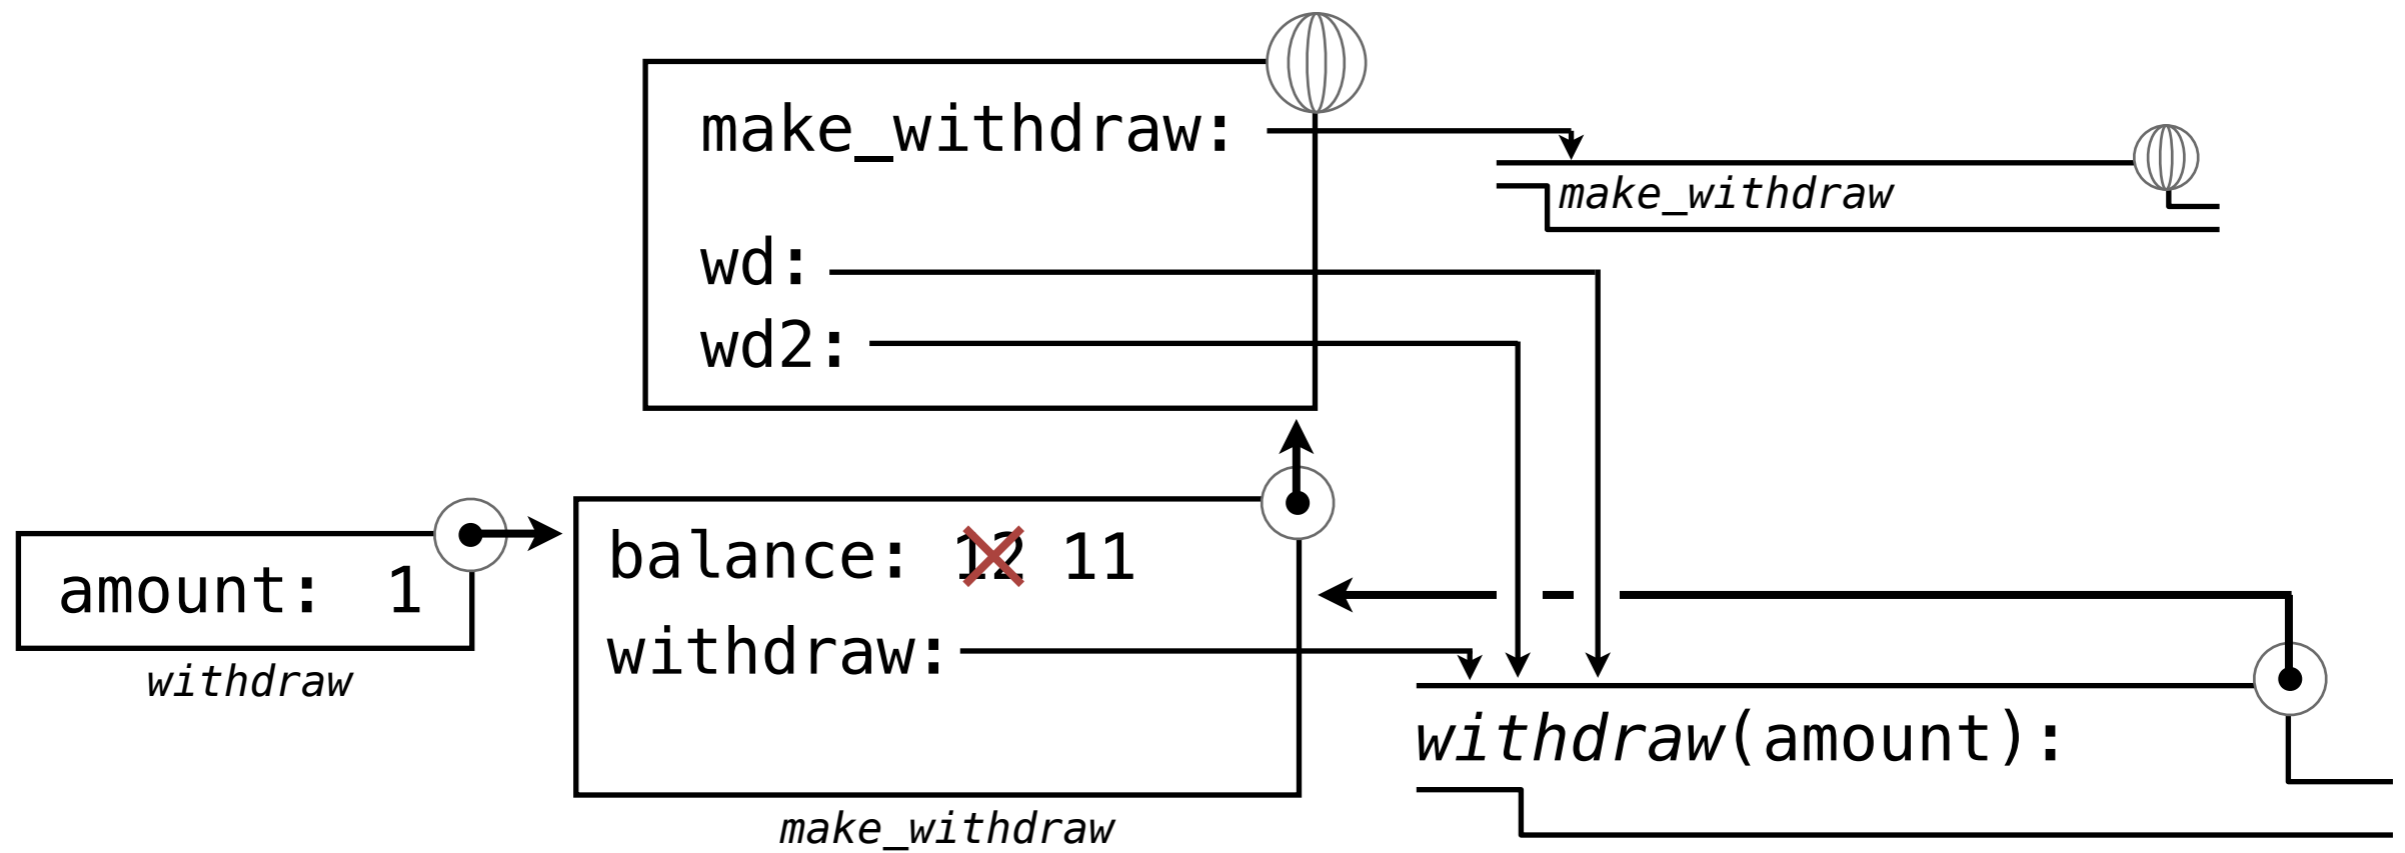 make_withdraw:
make_withdraw
wd:
wd2:
balance: 12 11
amount: 1
withdraw:
withdraw
withdraw(amount):
make_withdraw